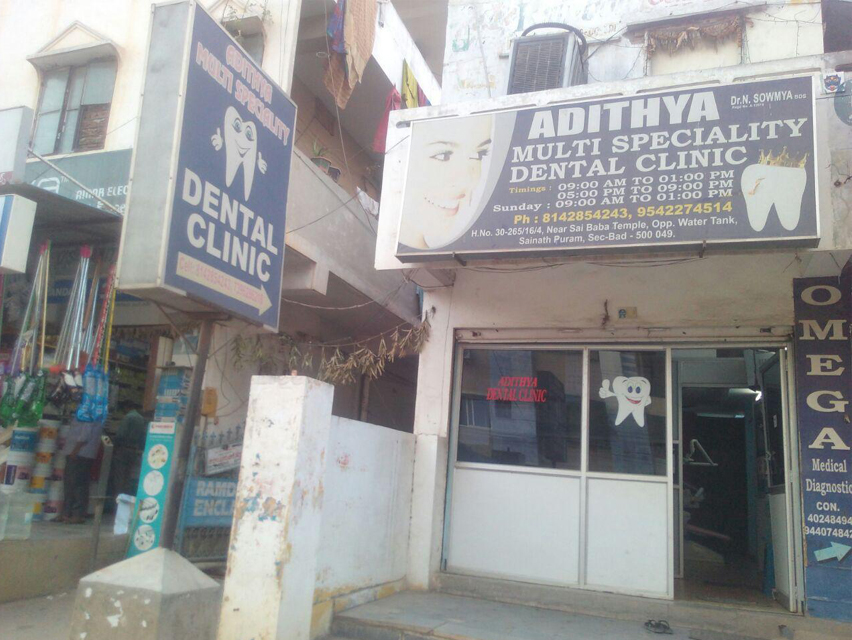 ADITHYA
MULTI SPECIALITY
DENTAL
CLINIC
ADITHYA
Dr.N. SOWMYA BDS
MULTI SPECIALITY
DENTAL CLINIC
Timings : 09:00 AM TO 01:00 PM
05:00 PM TO 09:00 PM
Sunday : 09:00 AM TO 01:00 PM
Ph : 8142854243, 9542274514
H.No. 30-265/16/4, Near Sai Baba Temple, Opp. Water Tank,
Sainath Puram, Sec-Bad - 500 049.
ADITHYA
DENTAL CLINIC
OMEGA
Medical
Diagnostic
CON.
40248494
944074842
ELEC